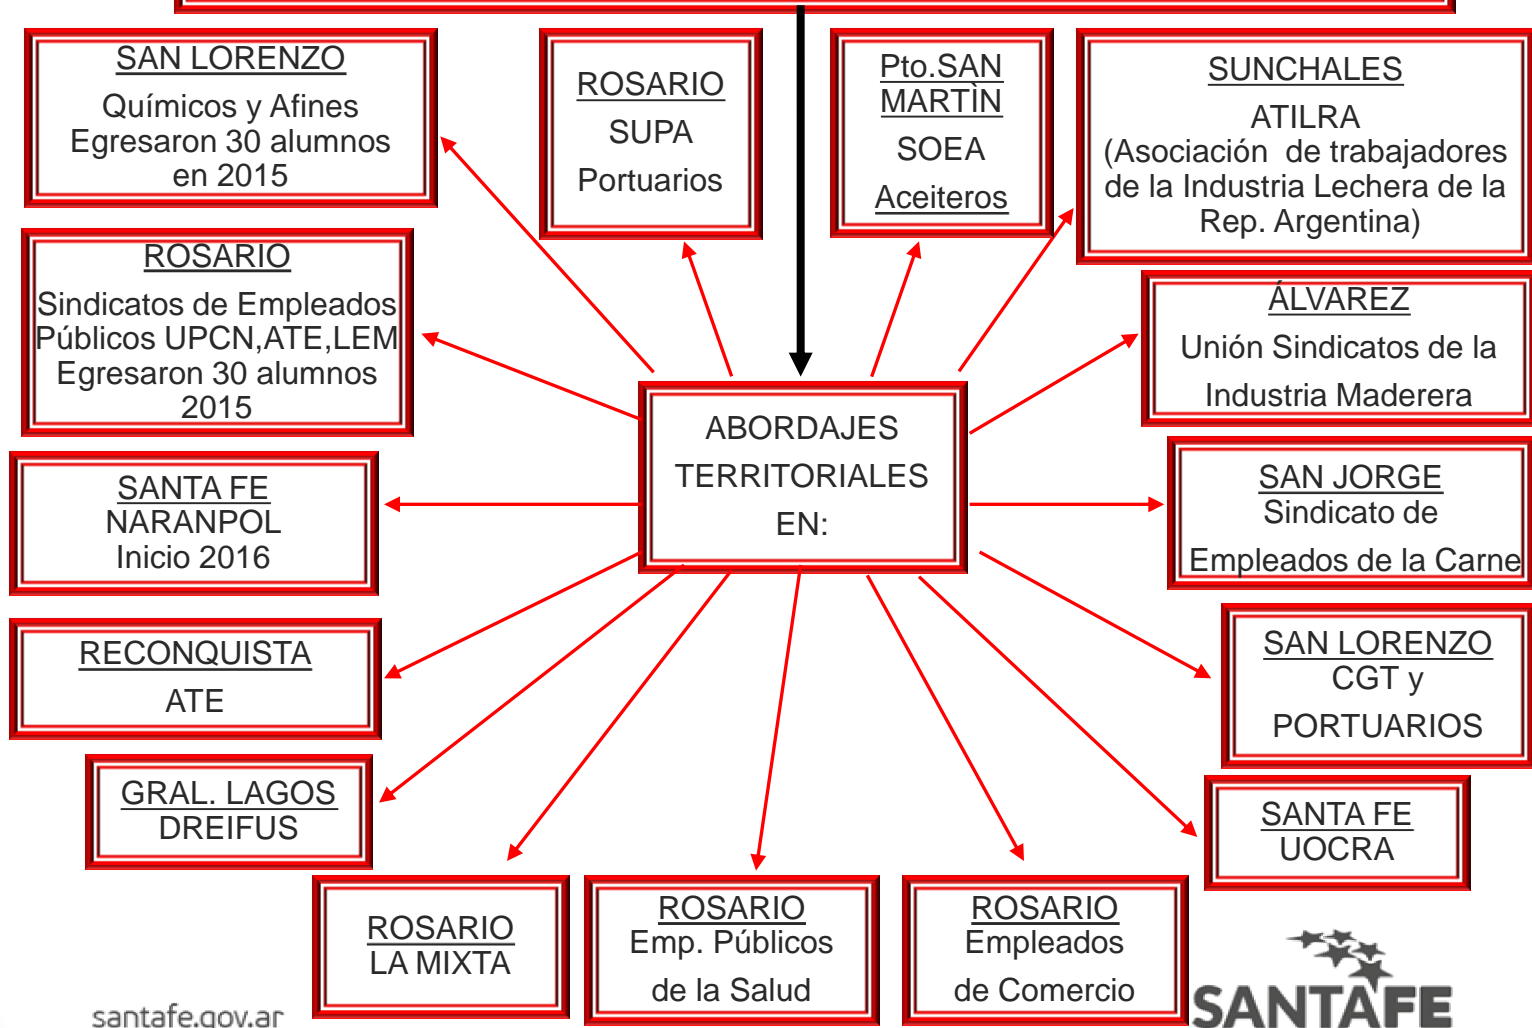 SAN LORENZO
Químicos y Afines
Egresaron 30 alumnos
en 2015
ROSARIO
SUPA
Portuarios
Pto.SAN
MARTÌN
SOEA
Aceiteros
SUNCHALES
ATILRA
(Asociación de trabajadores
de la Industria Lechera de la
Rep. Argentina)
ROSARIO
Sindicatos de Empleados
Públicos UPCN,ATE,LEM
Egresaron 30 alumnos
2015
ÁLVAREZ
Unión Sindicatos de la
Industria Maderera
ABORDAJES
TERRITORIALES
EN:
SANTA FE
NARANPOL
Inicio 2016
SAN JORGE
Sindicato de
Empleados de la Carne
RECONQUISTA
ATE
SAN LORENZO
CGT y
PORTUARIOS
GRAL. LAGOS
DREIFUS
SANTA FE
UOCRA
ROSARIO
LA MIXTA
ROSARIO
Emp. Públicos
de la Salud
ROSARIO
Empleados
de Comercio
santafe.gov.ar
SANTAFE